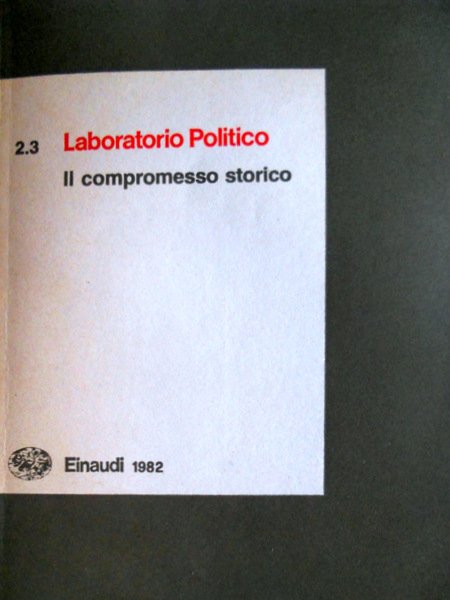 2.3 Laboratorio Politico
Il compromesso storico
Einaudi 1982